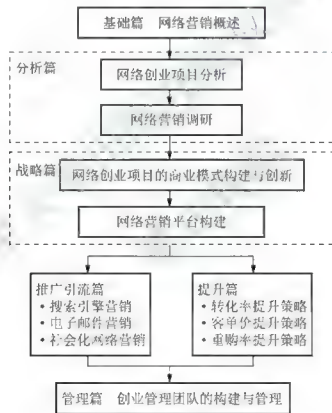 基础篇 网络营销概述
分析篇
网络创业项目分析
网络营销调研
战略篇
网络创业项目的商业模式构建与创新
网络营销平台构建
推广引流篇
• 搜索引擎营销
• 电子邮件营销
• 社会化网络营销
提升篇
• 转化率提升策略
• 客单价提升策略
• 重购率提升策略
管理篇 创业管理团队的构建与管理